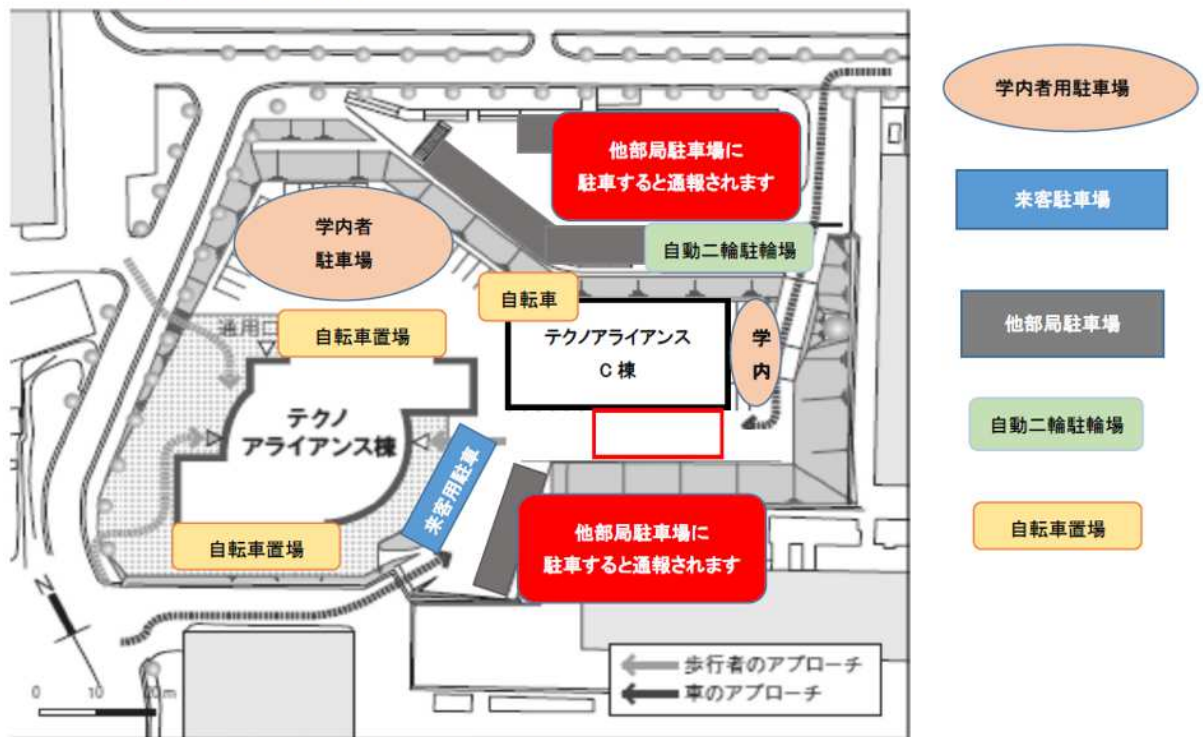 他部局駐車場に
駐車すると通報されます
学内者
駐車場
自動二輪駐輪場
自転車
通用口
自転車置場
テクノアライアンス
C 棟
学
内
テクノ
アライアンス棟
来客用駐車
自転車置場
他部局駐車場に
駐車すると通報されます
N
0 10 20m
歩行者のアプローチ
車のアプローチ
学内者用駐車場
来客駐車場
他部局駐車場
自動二輪駐輪場
自転車置場